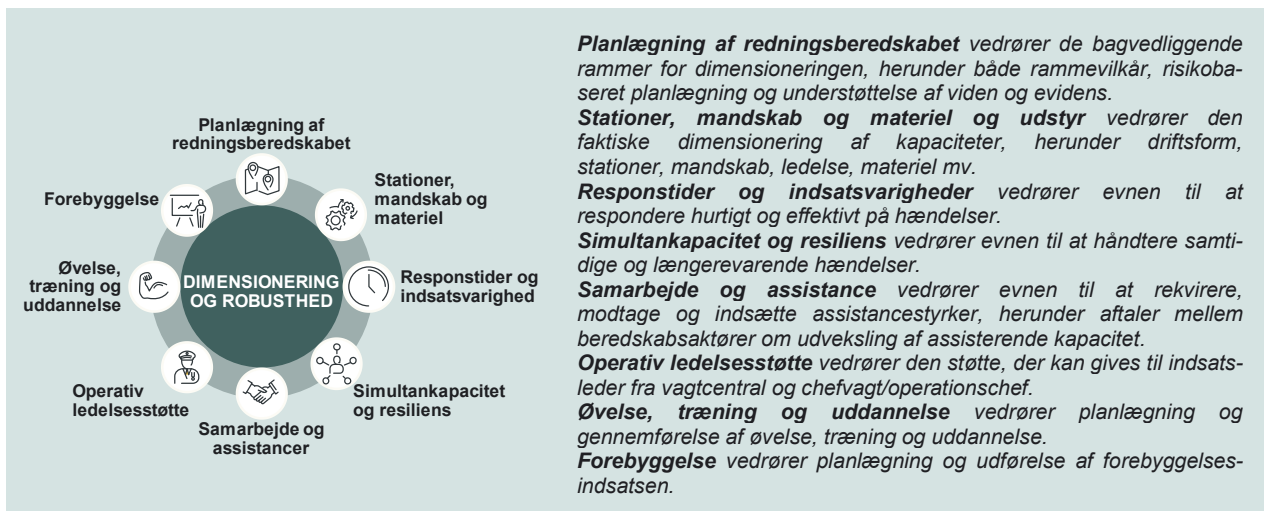 Planlægning af
redningsberedskabet
Stationer,
mandskab og
materiel
Responstider og
indsatsvarighed
Simultankapacitet
og resiliens
Samarbejde og
assistancer
Operativ
ledelsesstøtte
Øvelse,
træning og
uddannelse
Forebyggelse
DIMENSIONERING
OG ROBUSTHED
Planlægning af redningsberedskabet vedrører de bagvedliggende
rammer for dimensioneringen, herunder både rammevilkår, risikoba-
seret planlægning og understøttelse af viden og evidens.
Stationer, mandskab og materiel og udstyr vedrører den
faktiske dimensionering af kapaciteter, herunder driftsform,
stationer, mandskab, ledelse, materiel mv.
Responstider og indsatsvarigheder vedrører evnen til at
respondere hurtigt og effektivt på hændelser.
Simultankapacitet og resiliens vedrører evnen til at håndtere samti-
dige og længerevarende hændelser.
Samarbejde og assistance vedrører evnen til at rekvirere,
modtage og indsætte assistancestyrker, herunder aftaler mellem
beredskabsaktører om udveksling af assisterende kapacitet.
Operativ ledelsesstøtte vedrører den støtte, der kan gives til indsats-
leder fra vagtcentral og chefvagt/operationschef.
Øvelse, træning og uddannelse vedrører planlægning og
gennemførelse af øvelse, træning og uddannelse.
Forebyggelse vedrører planlægning og udførelse af forebyggelses-
indsatsen.